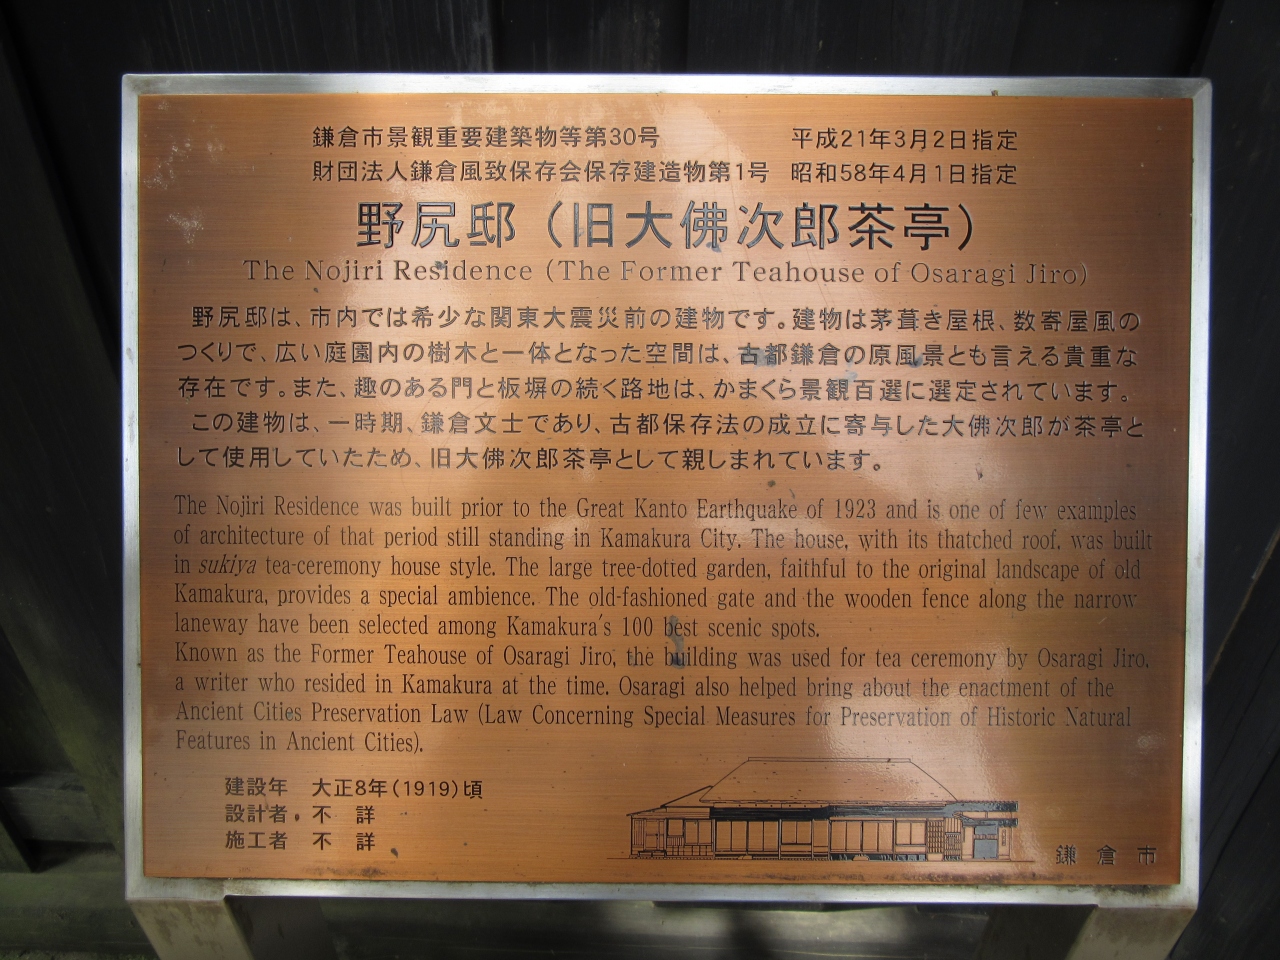 鎌倉市景観重要建築物等第30号 平成21年3月2日指定
財団法人鎌倉風致保存会保存建造物第1号 昭和58年4月1日指定
野尻邸（旧大佛次郎茶亭）
The Nojiri Residence (The Former Teahouse of Osaragi Jiro)
野尻邸は、市内では希少な関東大震災前の建物です。建物は茅葺き屋根、数寄屋風の
つくりで、広い庭園内の樹木と一体となった空間は、古都鎌倉の原風景とも言える貴重な
存在です。また、趣のある門と板塀の続く路地は、かまくら景観百選に選定されています。
この建物は、一時期、鎌倉文士であり、古都保存法の成立に寄与した大佛次郎が茶亭と
して使用していたため、旧大佛次郎茶亭として親しまれています。
The Nojiri Residence was built prior to the Great Kanto Earthquake of 1923 and is one of few examples
of architecture of that period still standing in Kamakura City. The house, with its thatched roof, was built
in sukiya tea-ceremony house style. The large tree-dotted garden, faithful to the original landscape of old
Kamakura, provides a special ambience. The old-fashioned gate and the wooden fence along the narrow
laneway have been selected among Kamakura's 100 best scenic spots.
Known as the Former Teahouse of Osaragi Jiro, the building was used for tea ceremony by Osaragi Jiro,
a writer who resided in Kamakura at the time. Osaragi also helped bring about the enactment of the
Ancient Cities Preservation Law (Law Concerning Special Measures for Preservation of Historic Natural
Features in Ancient Cities).
建設年 大正8年(1919)頃
設計者 不 詳
施工者 不 詳
鎌 倉 市